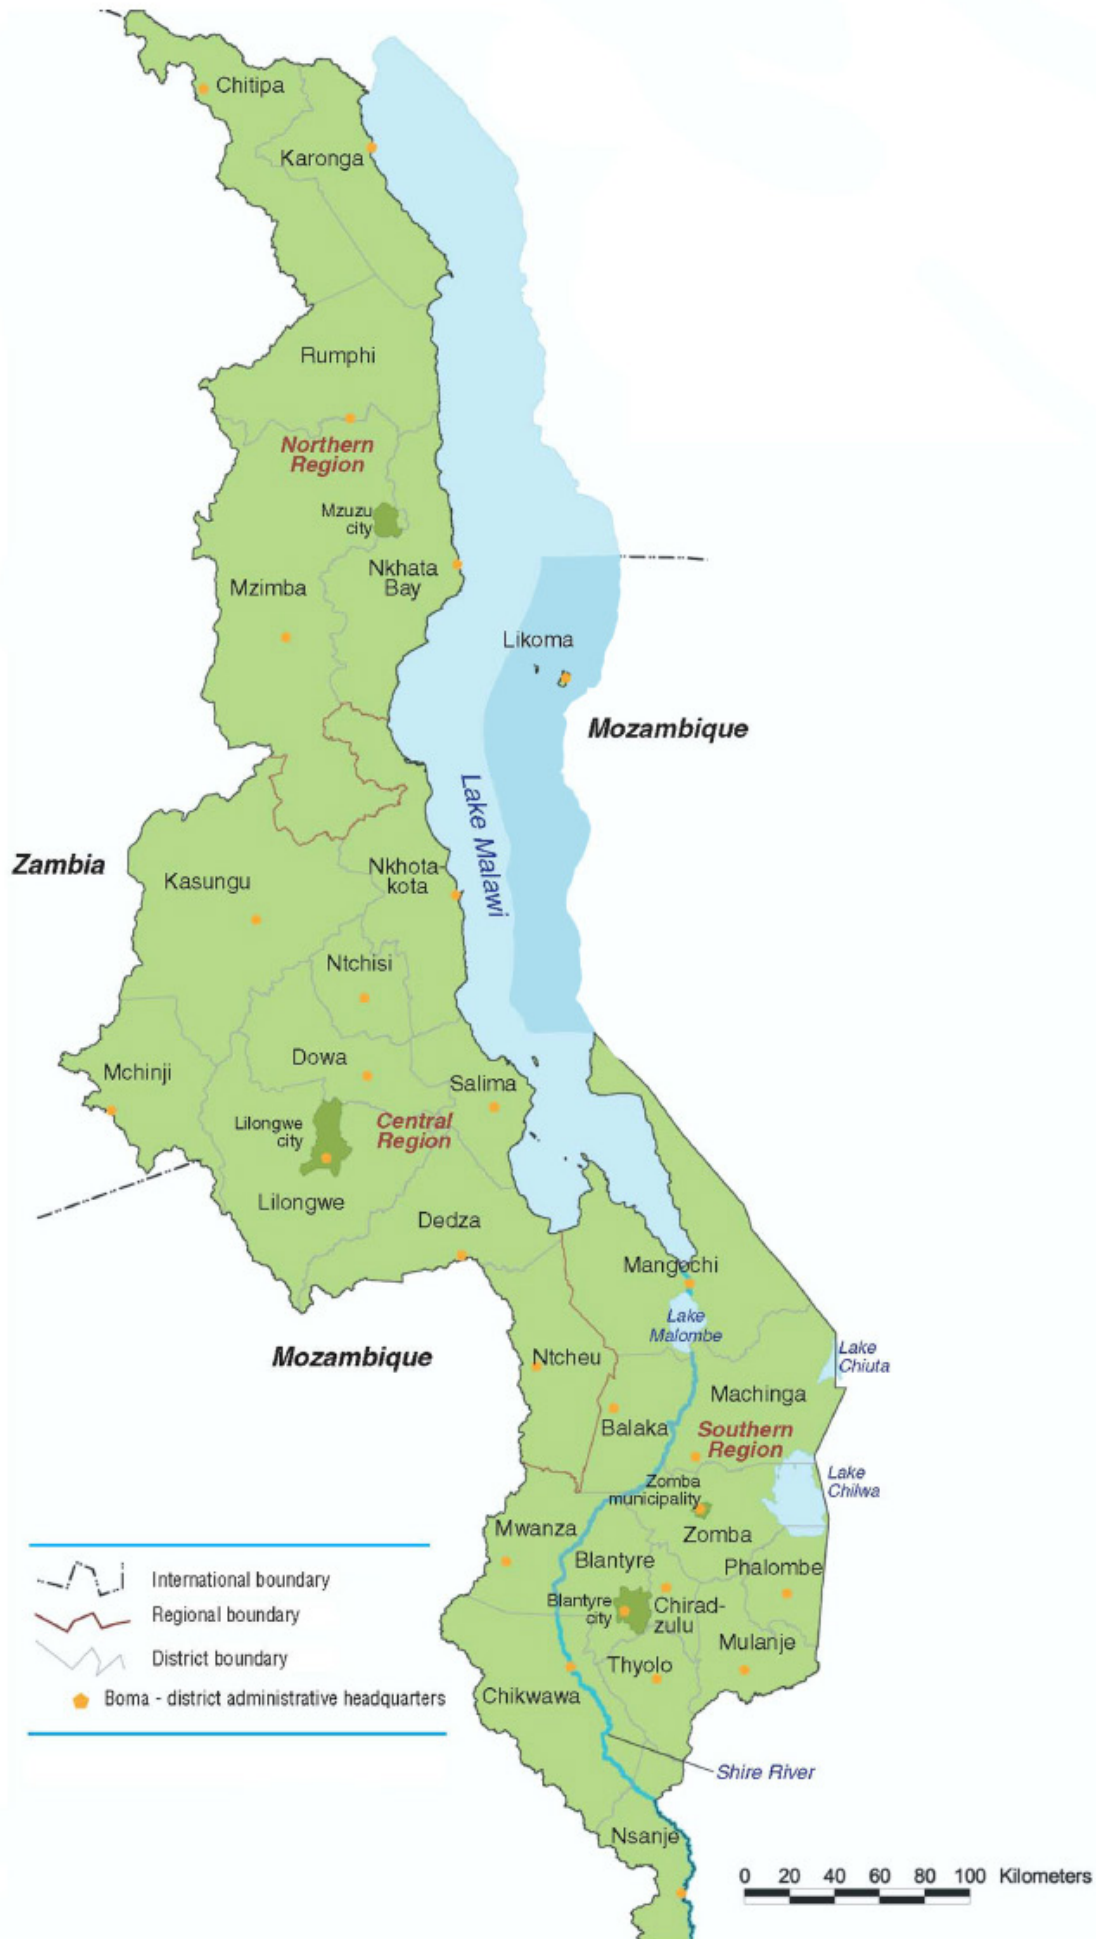 Chitipa
Karonga
Rumphi
Northern
Region
Mzuzu
city
Nkhata
Bay
Mzimba
Likoma
Mozambique
Lake Malawi
Zambia
Kasungu
Nkhota-
kota
Ntchisi
Dowa
Mchinji
Salima
Lilongwe
city
Central
Region
Lilongwe
Dedza
Mangochi
Lake
Malombe
Mozambique
Ntcheu
Lake
Chiuta
Machinga
Balaka
Southern
Region
Lake
Chilwa
Zomba
municipality
Mwanza
Zomba
Blantyre
Phalombe
Blantyre
city
Chirad-
zulu
Mulanje
Thyolo
Chikwawa
Shire River
Nsanje
International boundary
Regional boundary
District boundary
Boma - district administrative headquarters
0 20 40 60 80 100 Kilometers